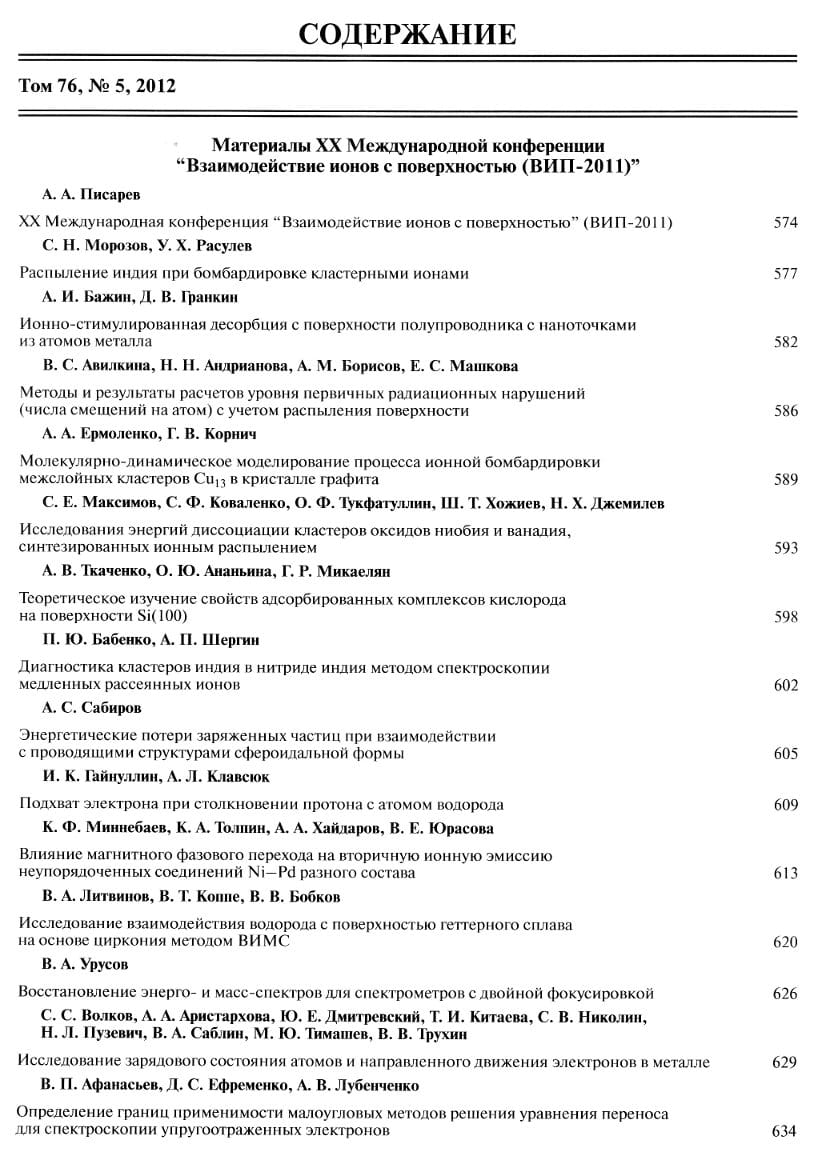 СОДЕРЖАНИЕ
Том 76, № 5, 2012
Материалы XX Международной конференции
“Взаимодействие ионов с поверхностью (ВИП-2011)”
А. А. Писарев
XX Международная конференция “Взаимодействие ионов с поверхностью” (ВИП-2011) 574
С. Н. Морозов, У. Х. Расулев
Распыление индия при бомбардировке кластерными ионами 577
А. И. Бажин, Д. В. Гранкин
Ионно-стимулированная десорбция с поверхности полупроводника с наноточками
из атомов металла 582
В. С. Авилкина, Н. Н. Андрианова, А. М. Борисов, Е. С. Машкова
Методы и результаты расчетов уровня первичных радиационных нарушений
(числа смещений на атом) с учетом распыления поверхности 586
А. А. Ермоленко, Г. В. Корнич
Молекулярно-динамическое моделирование процесса ионной бомбардировки
межслойных кластеров Cu₁₃ в кристалле графита 589
С. Е. Максимов, С. Ф. Коваленко, О. Ф. Тукфатуллин, Ш. Т. Хожиев, Н. Х. Джемилев
Исследования энергий диссоциации кластеров оксидов ниобия и ванадия,
синтезированных ионным распылением 593
А. В. Ткаченко, О. Ю. Ананьина, Г. Р. Микаелян
Теоретическое изучение свойств адсорбированных комплексов кислорода
на поверхности Si(100) 598
П. Ю. Бабенко, А. П. Шергин
Диагностика кластеров индия в нитриде индия методом спектроскопии
медленных рассеянных ионов 602
А. С. Сабиров
Энергетические потери заряженных частиц при взаимодействии
с проводящими структурами сфероидальной формы 605
И. К. Гайнуллин, А. Л. Клавсюк
Подхват электрона при столкновении протона с атомом водорода 609
К. Ф. Миннебаев, К. А. Толпин, А. А. Хайдаров, В. Е. Юрасова
Влияние магнитного фазового перехода на вторичную ионную эмиссию
неупорядоченных соединений Ni–Pd разного состава 613
В. А. Литвинов, В. Т. Коппе, В. В. Бобков
Исследование взаимодействия водорода с поверхностью геттерного сплава
на основе циркония методом ВИМС 620
В. А. Урусов
Восстановление энерго- и масс-спектров для спектрометров с двойной фокусировкой 626
С. С. Волков, А. А. Аристархова, Ю. Е. Дмитревский, Т. И. Китаева, С. В. Николин,
Н. Л. Пузевич, В. А. Саблин, М. Ю. Тимашев, В. В. Трухин
Исследование зарядового состояния атомов и направленного движения электронов в металле 629
В. П. Афанасьев, Д. С. Ефременко, А. В. Лубенченко
Определение границ применимости малоугловых методов решения уравнения переноса
для спектроскопии упругоотраженных электронов 634